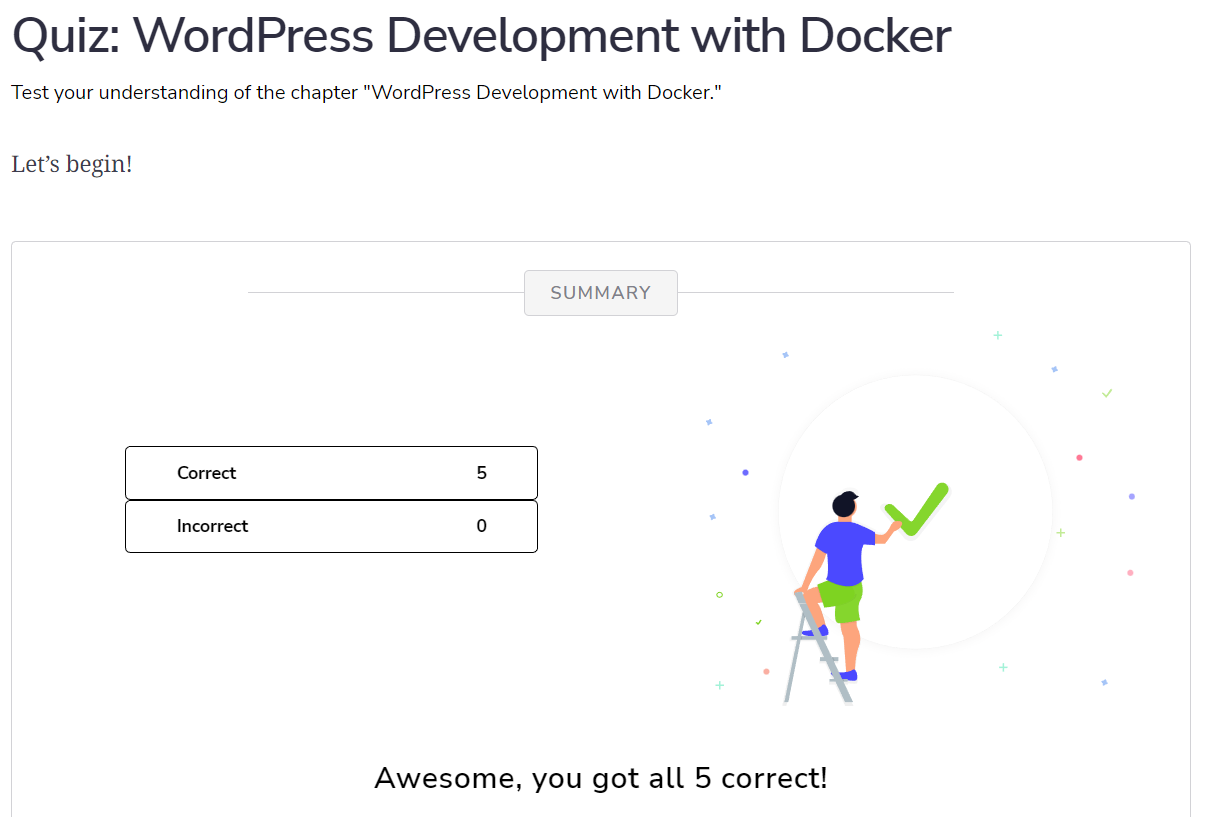 Quiz: WordPress Development with Docker
Test your understanding of the chapter "WordPress Development with Docker."
Let’s begin!
SUMMARY
Correct 5
Incorrect 0
Awesome, you got all 5 correct!